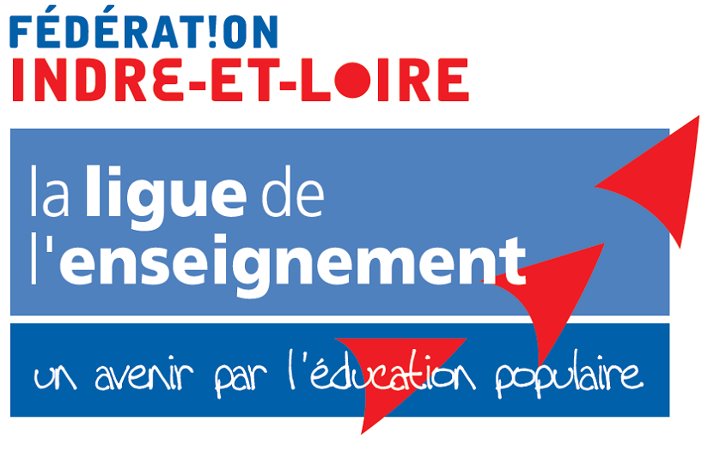 FÉDÉRAT!ON
INDRE-ET-LOIRE
la ligue de
l'enseignement
un avenir par l'éducation populaire